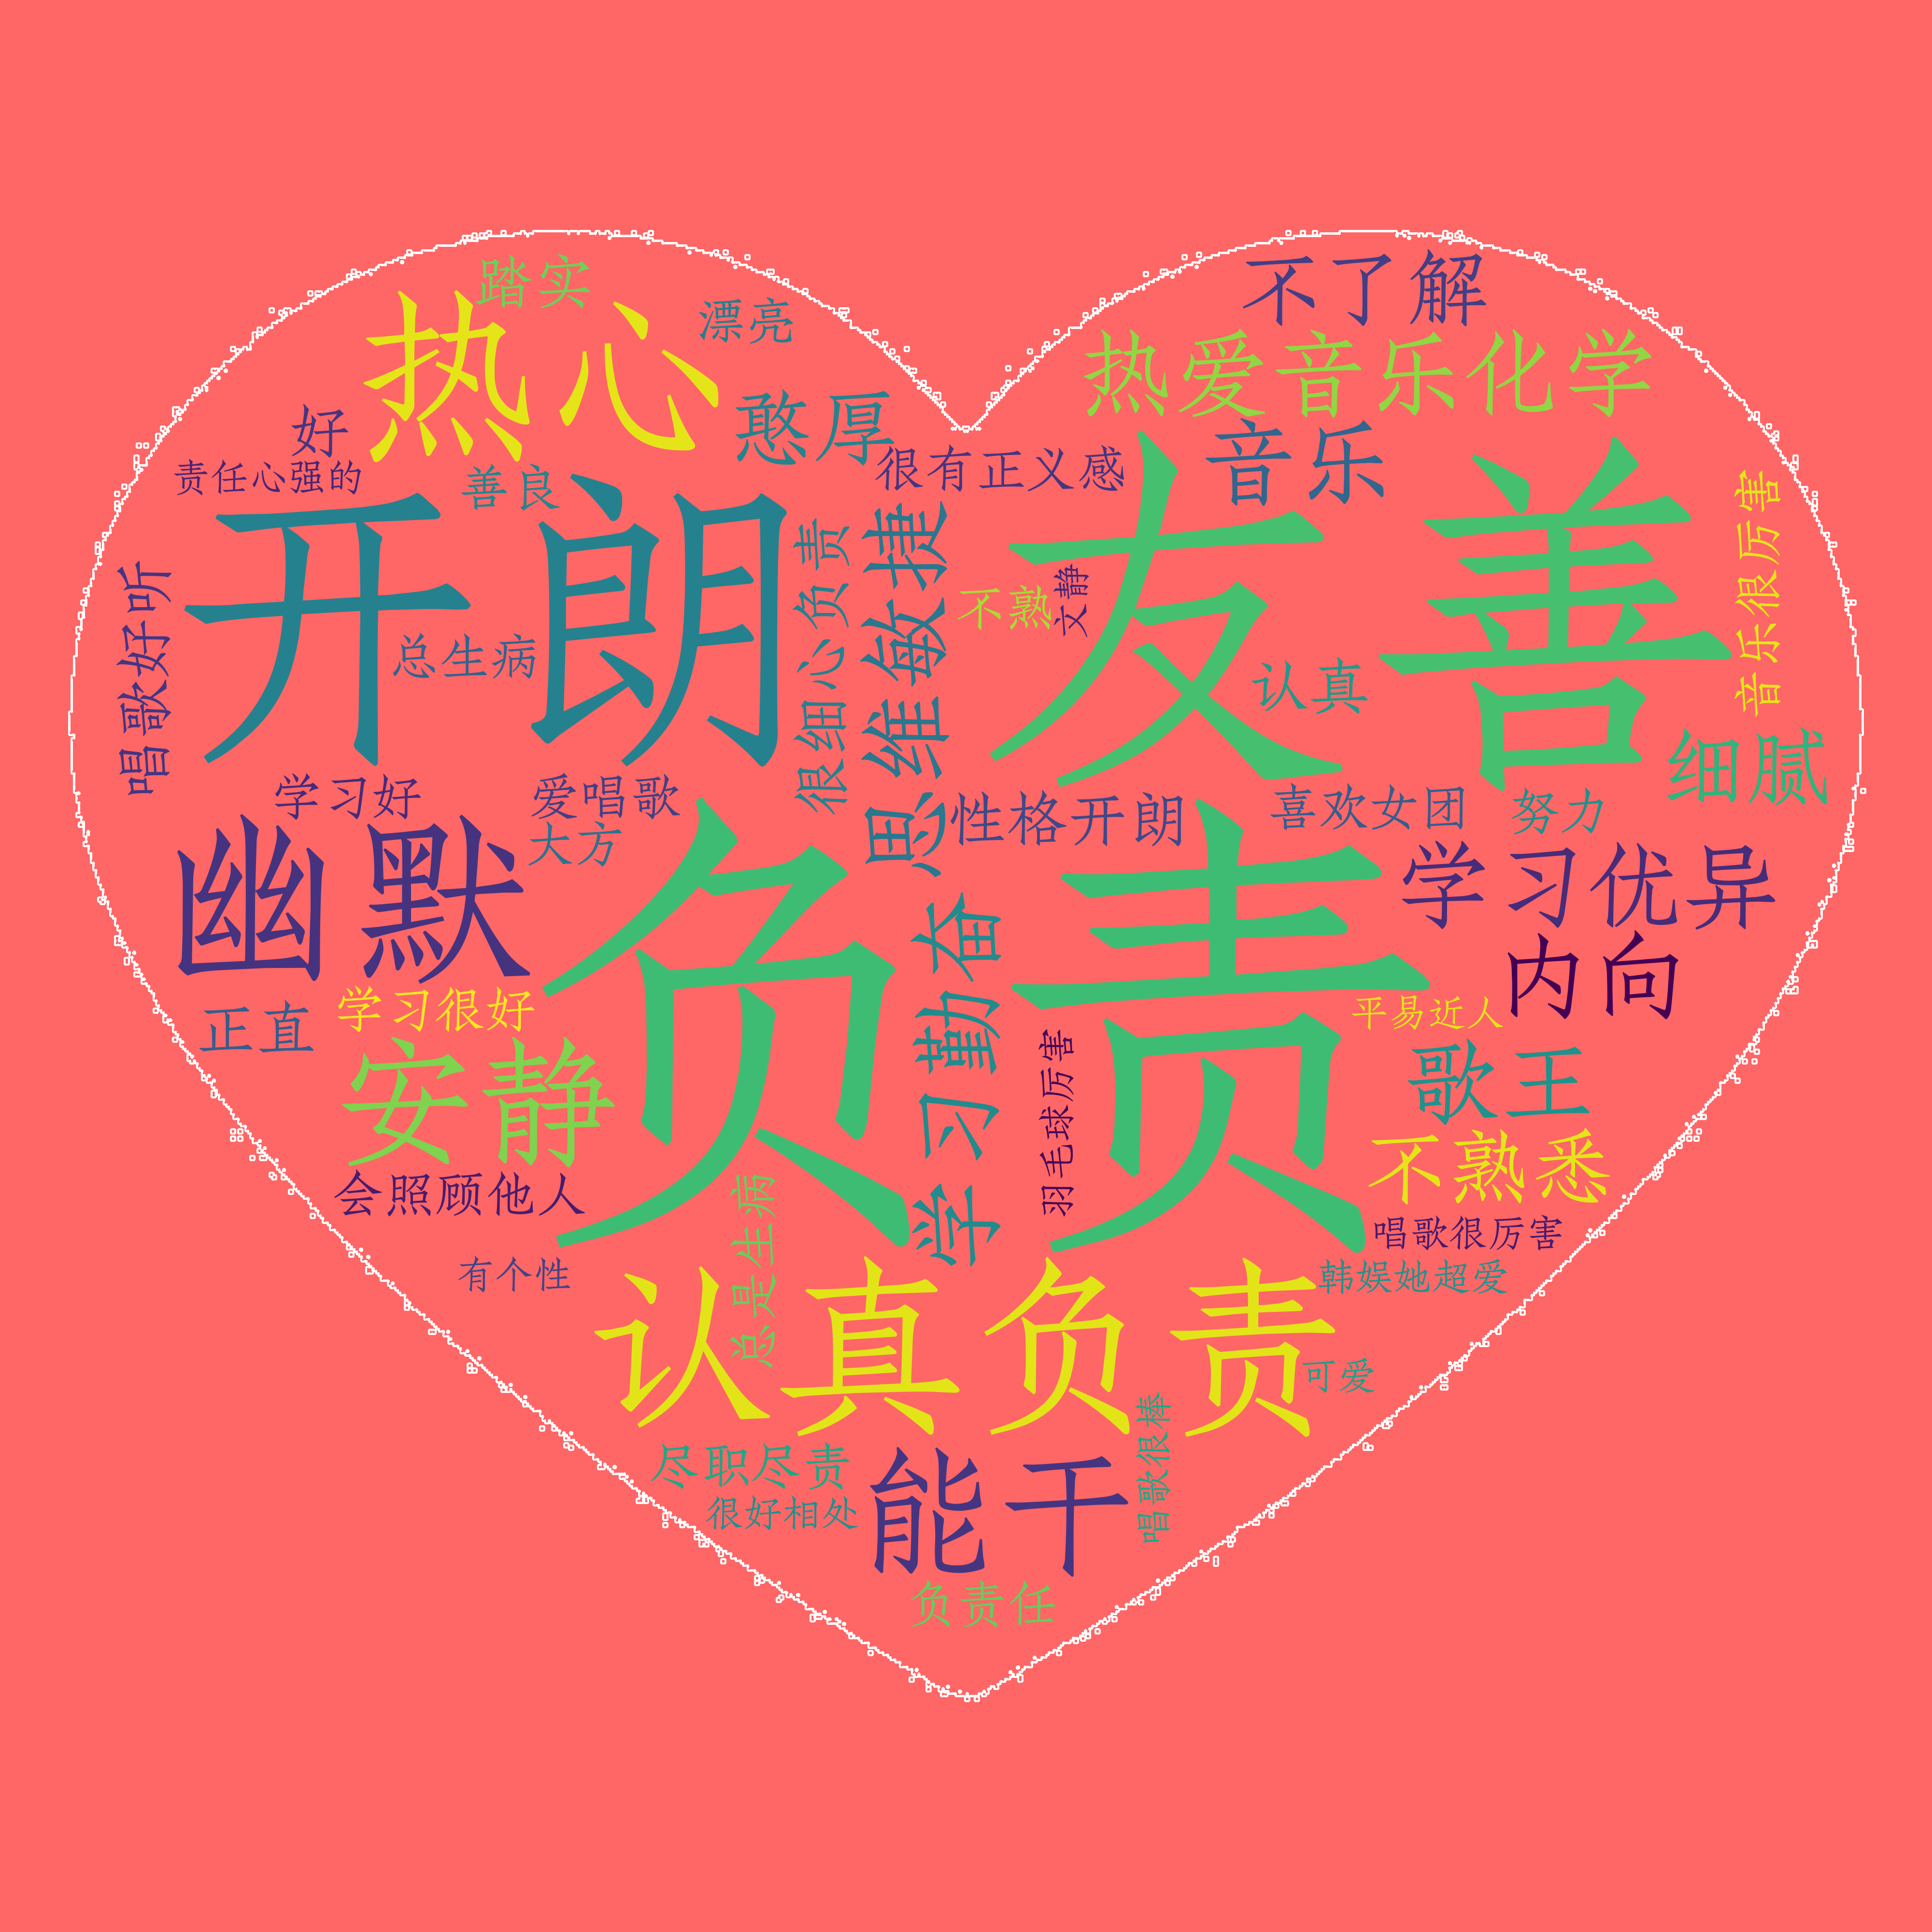 踏实
不了解
漂亮
热心
热爱音乐化学
憨厚
好
音乐
很有正义感
责任心强的
善良
开朗
友善
音乐很厉害
唱歌好听
很细心负责
思维敏捷
不熟
文静
总生病
认真
细腻
学习好
爱唱歌
大方
性格开朗
喜欢女团
努力
幽默
负责
学习优异
学习勤奋
内向
正直
学习很好
平易近人
安静
羽毛球厉害
歌王
不熟悉
会照顾他人
总是生病
唱歌很厉害
有个性
韩娱她超爱
认真负责
可爱
尽职尽责
唱歌很棒
能干
很好相处
负责任